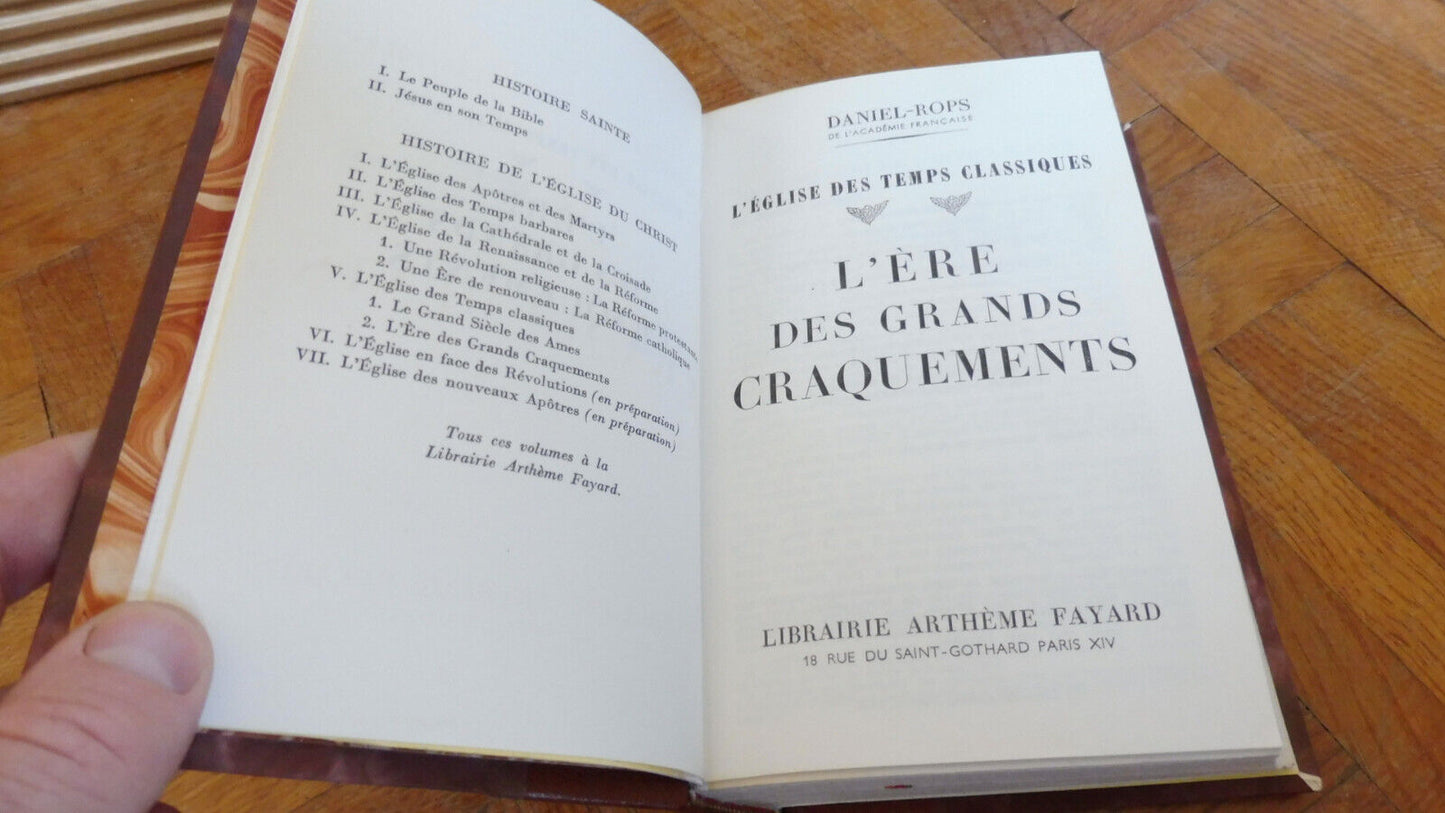 HISTOIRE SAINTE
I. Le Peuple de la Bible
II. Jésus en son Temps
HISTOIRE DE L'ÉGLISE DU CHRIST
I. L'Église des Apôtres et des Martyrs
II. L'Église des Temps barbares
III. L'Église de la Cathédrale et de la Croisade
IV. L'Église de la Renaissance et de la Réforme
1. Une Révolution religieuse : La Réforme protestante
2. Une Ère de renouveau : La Réforme catholique
V. L'Église des Temps classiques
1. Le Grand Siècle des Ames
2. L'Ère des Grands Craquements
VI. L'Église en face des Révolutions (en préparation)
VII. L'Église des nouveaux Apôtres (en préparation)
Tous ces volumes à la
Librairie Arthème Fayard.
DANIEL-ROPS
DE L'ACADÉMIE FRANÇAISE
L'ÉGLISE DES TEMPS CLASSIQUES
L'ÈRE
DES GRANDS
CRAQUEMENTS
LIBRAIRIE ARTHÈME FAYARD
18 RUE DU SAINT-GOTHARD PARIS XIV